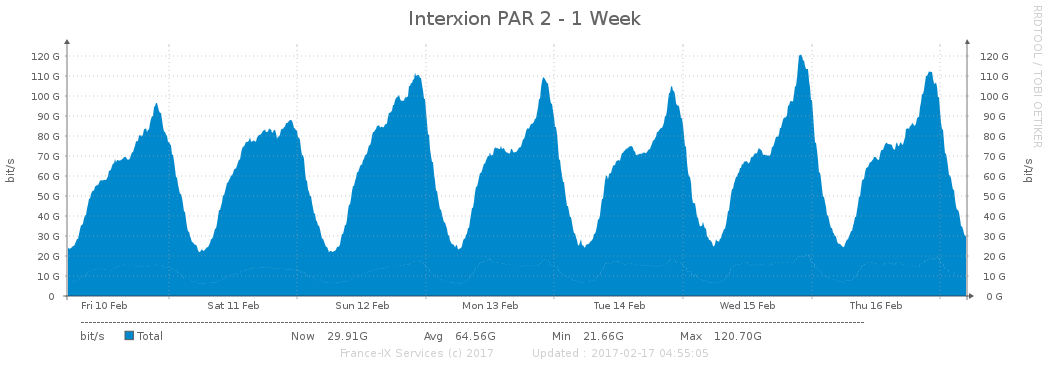 Interxion PAR 2 - 1 Week
RRDTOOL / TOBI OETIKER
bit/s
120 G 120 G
110 G 110 G
100 G 100 G
90 G 90 G
80 G 80 G
70 G 70 G
60 G 60 G
50 G 50 G
40 G 40 G
30 G 30 G
20 G 20 G
10 G 10 G
0 0 G
bit/s
Fri 10 Feb Sat 11 Feb Sun 12 Feb Mon 13 Feb Tue 14 Feb Wed 15 Feb Thu 16 Feb
bit/s Total Now 29.91G Avg 64.56G Min 21.66G Max 120.70G
France-IX Services (c) 2017 Updated : 2017-02-17 04:55:05